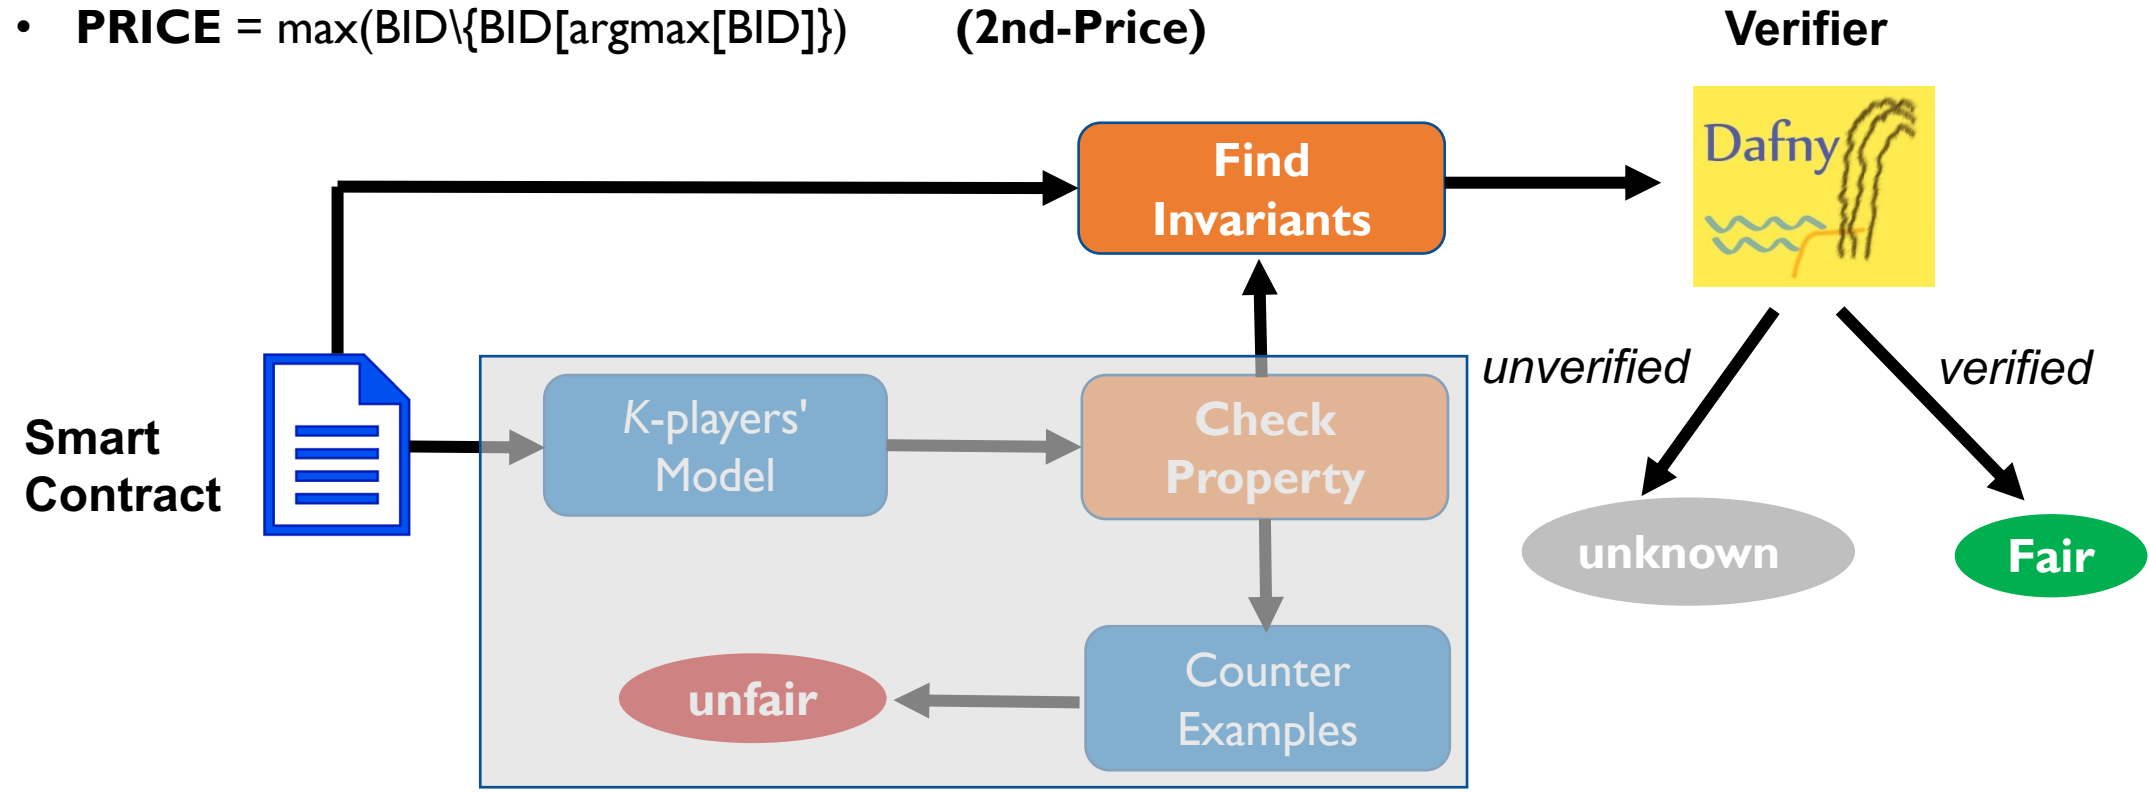 • PRICE = max(BID\{BID[argmax[BID]}) (2nd-Price)
Verifier
Find
Invariants
Dafny
unverified
verified
Smart
Contract
K-players'
Model
Check
Property
unknown
Fair
unfair
Counter
Examples